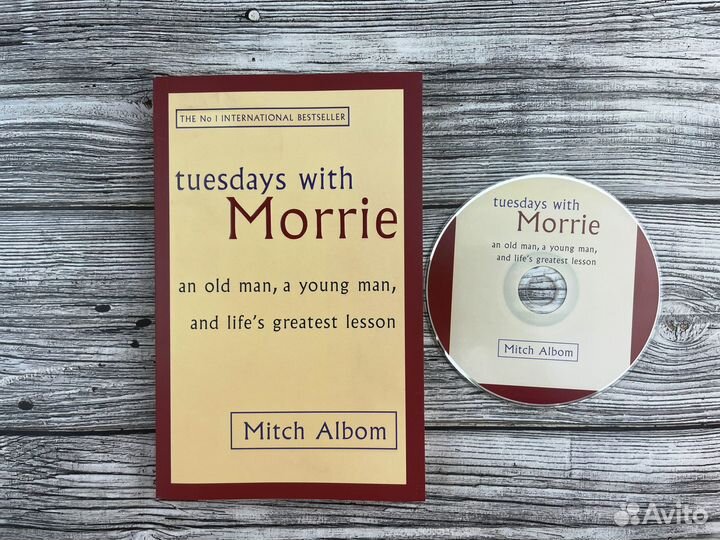 THE No 1 INTERNATIONAL BESTSELLER
tuesdays with
Morrie
an old man, a young man,
and life's greatest lesson
Mitch Albom
tuesdays with
Morrie
an old man, a young man,
and life's greatest lesson
Mitch Albom
Avito